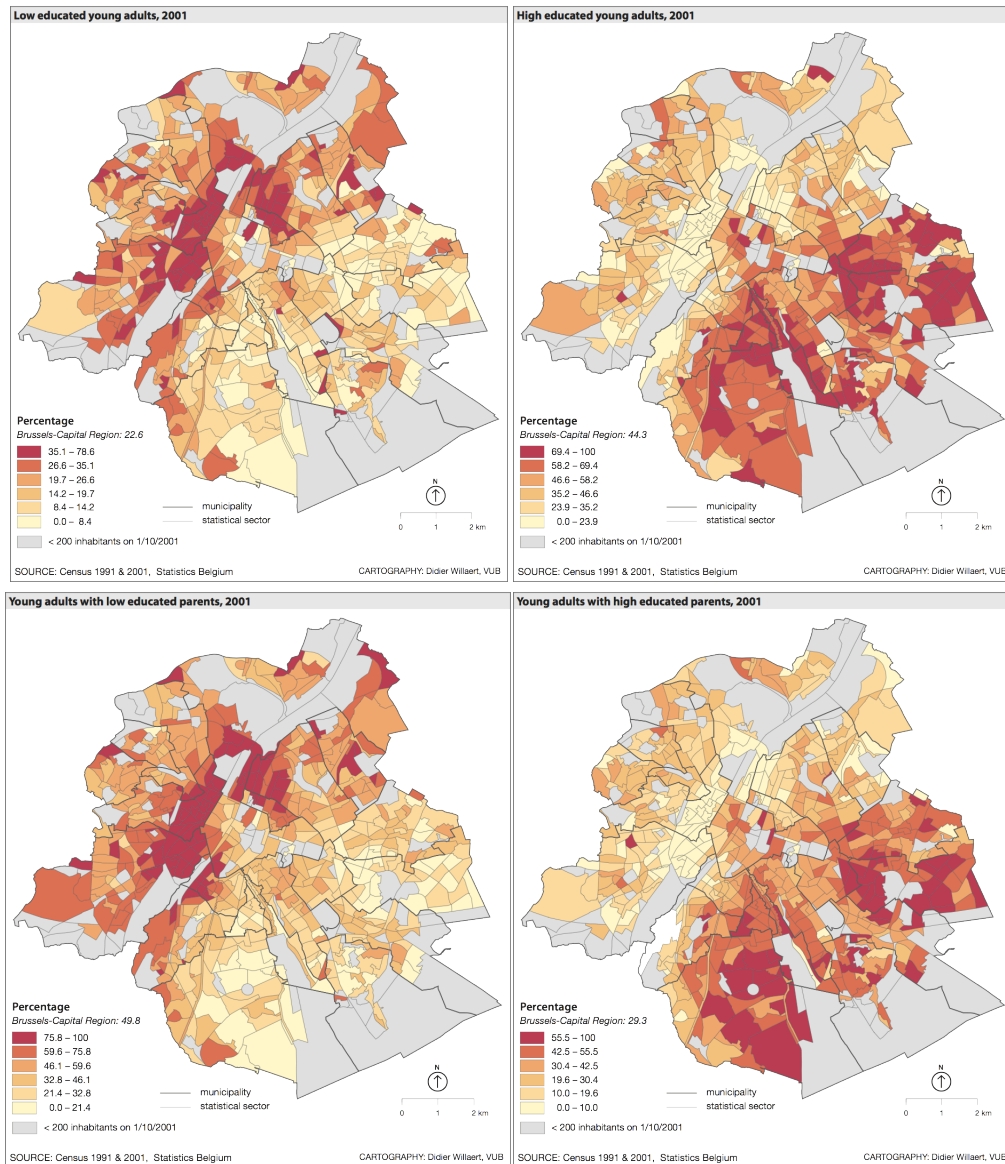 Low educated young adults, 2001
Percentage
Brussels-Capital Region: 22.6
35.1 – 78.6
26.6 – 35.1
19.7 – 26.6
14.2 – 19.7
8.4 – 14.2
0.0 – 8.4
< 200 inhabitants on 1/10/2001
municipality
statistical sector
N
0 1 2 km
SOURCE: Census 1991 & 2001, Statistics Belgium
CARTOGRAPHY: Didier Willaert, VUB
High educated young adults, 2001
Percentage
Brussels-Capital Region: 44.3
69.4 – 100
58.2 – 69.4
46.6 – 58.2
35.2 – 46.6
23.9 – 35.2
0.0 – 23.9
< 200 inhabitants on 1/10/2001
municipality
statistical sector
N
0 1 2 km
SOURCE: Census 1991 & 2001, Statistics Belgium
CARTOGRAPHY: Didier Willaert, VUB
Young adults with low educated parents, 2001
Percentage
Brussels-Capital Region: 49.8
75.8 – 100
59.6 – 75.8
46.1 – 59.6
32.8 – 46.1
21.4 – 32.8
0.0 – 21.4
< 200 inhabitants on 1/10/2001
municipality
statistical sector
N
0 1 2 km
SOURCE: Census 1991 & 2001, Statistics Belgium
CARTOGRAPHY: Didier Willaert, VUB
Young adults with high educated parents, 2001
Percentage
Brussels-Capital Region: 29.3
55.5 – 100
42.5 – 55.5
30.4 – 42.5
19.6 – 30.4
10.0 – 19.6
0.0 – 10.0
< 200 inhabitants on 1/10/2001
municipality
statistical sector
N
0 1 2 km
SOURCE: Census 1991 & 2001, Statistics Belgium
CARTOGRAPHY: Didier Willaert, VUB